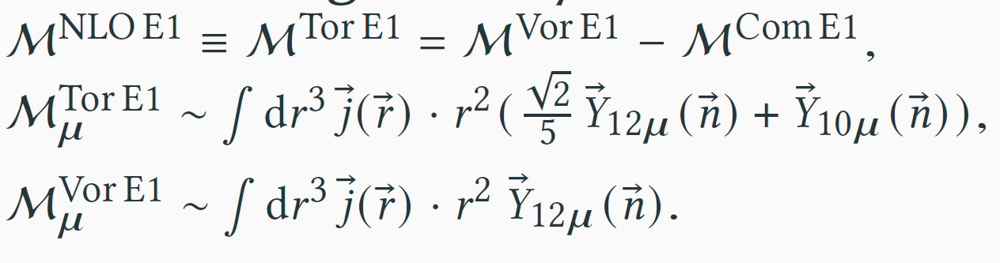 ℳ^{NLO E1} ≡ ℳ^{Tor E1} = ℳ^{Vor E1} − ℳ^{Com E1},
ℳ_μ^{Tor E1} ∼ ∫ dr³ j⃗(r⃗) · r² ( \frac{√2}{5} Y⃗_{12μ}(n⃗) + Y⃗_{10μ}(n⃗) ),
ℳ_μ^{Vor E1} ∼ ∫ dr³ j⃗(r⃗) · r² Y⃗_{12μ}(n⃗).